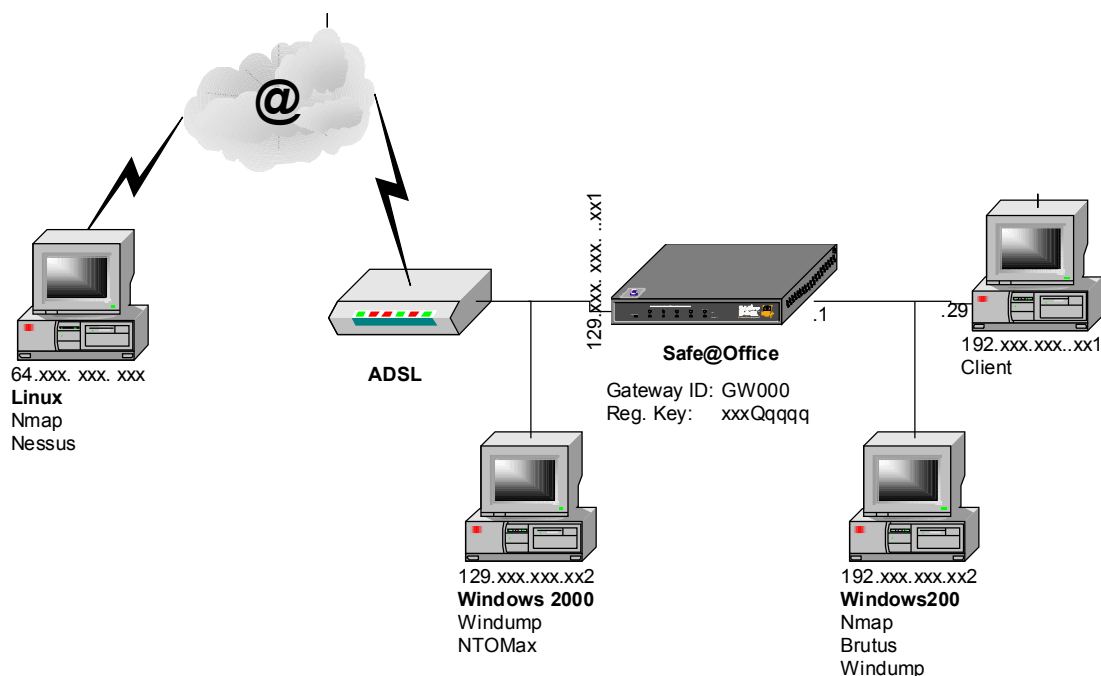 @
64.xxx. xxx. xxx
Linux
Nmap
Nessus
ADSL
129.xxx. xxx. ..xx1
Safe@Office
Gateway ID: GW000
Reg. Key: xxxQqqqq
.1
.29
192.xxx.xxx..xx1
Client
129.xxx.xxx.xx2
Windows 2000
Windump
NTOMax
192.xxx.xxx.xx2
Windows200
Nmap
Brutus
Windump